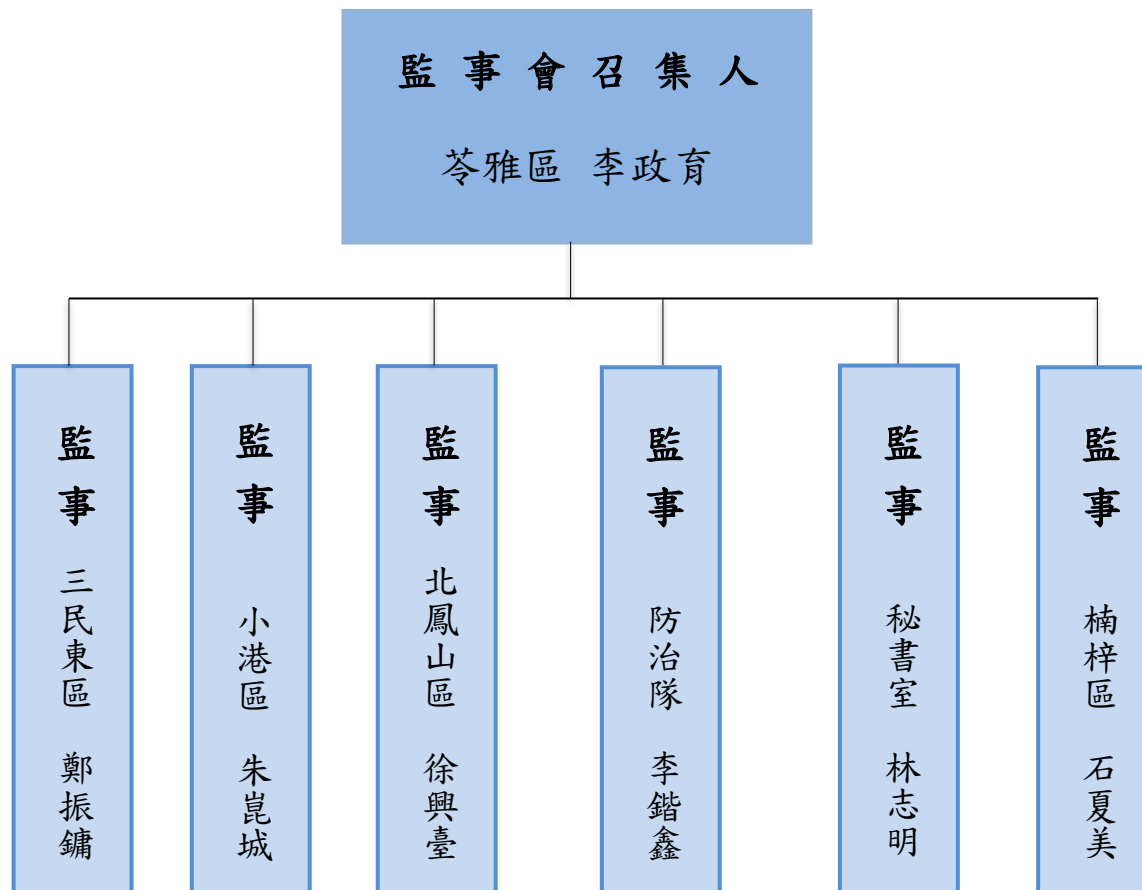 監事會召集人
苓雅區 李政育
監事
三民東區 鄭振鏞
監事
小港區 朱崑城
監事
北鳳山區 徐興臺
監事
防治隊 李鍇鑫
監事
秘書室 林志明
監事
楠梓區 石夏美